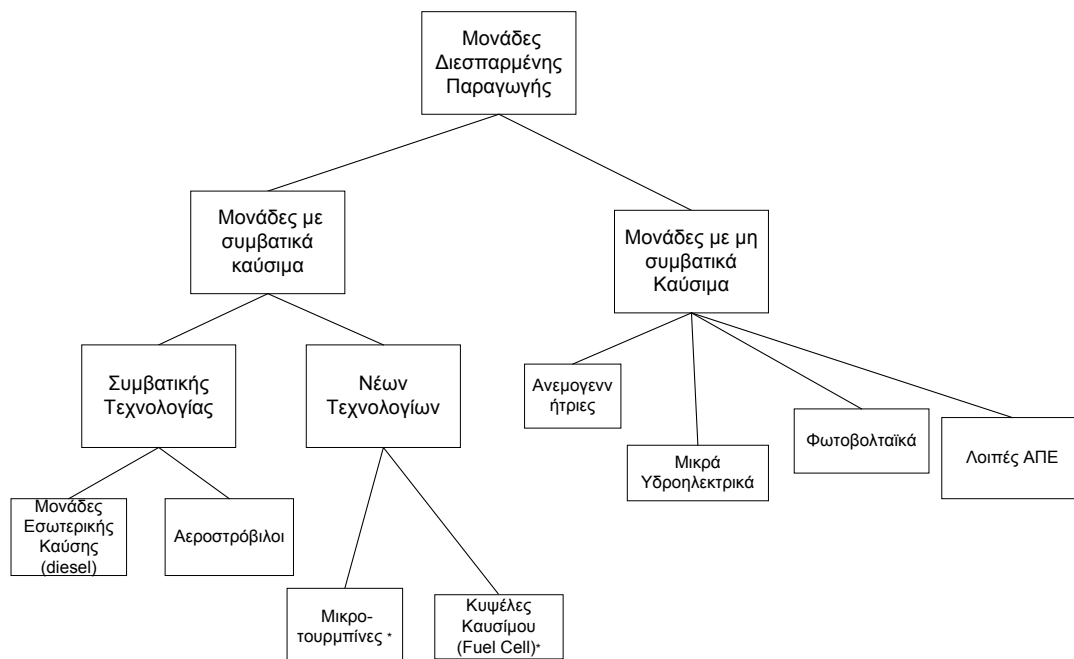 Μονάδες
Διεσπαρμένης
Παραγωγής
Μονάδες με
συμβατικά
καύσιμα
Μονάδες με μη
συμβατικά
Καύσιμα
Συμβατικής
Τεχνολογίας
Νέων
Τεχνολογίων
Ανεμογενν
ήτριες
Μικρά
Υδροηλεκτρικά
Φωτοβολταϊκά
Λοιπές ΑΠΕ
Μονάδες
Εσωτερικής
Καύσης
(diesel)
Αεροστρόβιλοι
Μικρο-
τουρμπίνες *
Κυψέλες
Καυσίμου
(Fuel Cell)*